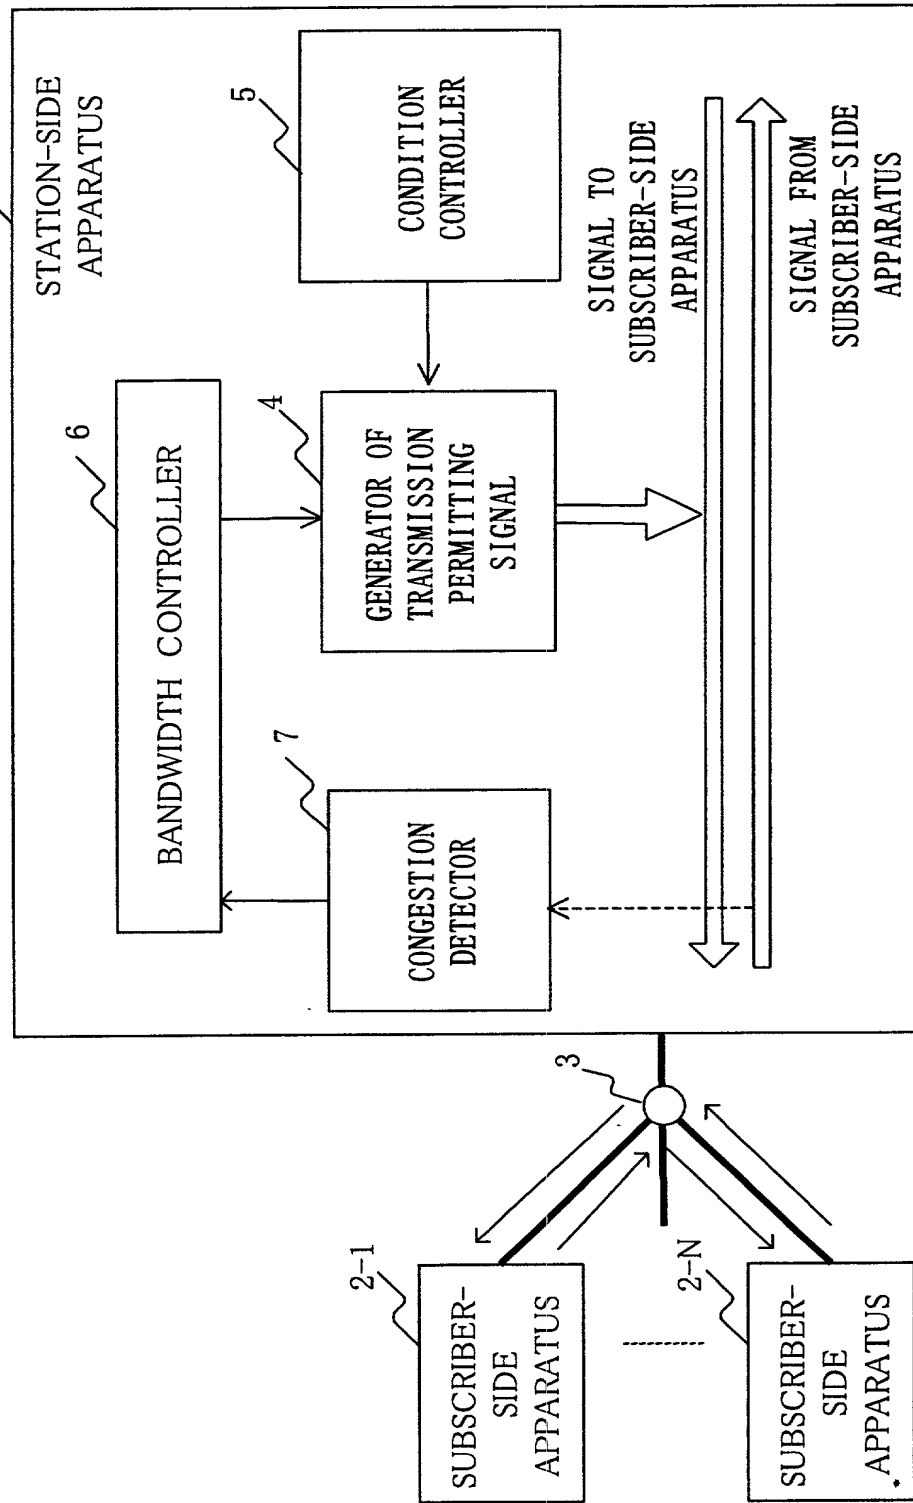 STATION-SIDE
APPARATUS
6
BANDWIDTH CONTROLLER
7
CONGESTION
DETECTOR
4
GENERATOR OF
TRANSMISSION
PERMITTING
SIGNAL
5
CONDITION
CONTROLLER
SIGNAL TO
SUBSCRIBER-SIDE
APPARATUS
SIGNAL FROM
SUBSCRIBER-SIDE
APPARATUS
3
2-1
SUBSCRIBER-
SIDE
APPARATUS
2-N
SUBSCRIBER-
SIDE
APPARATUS